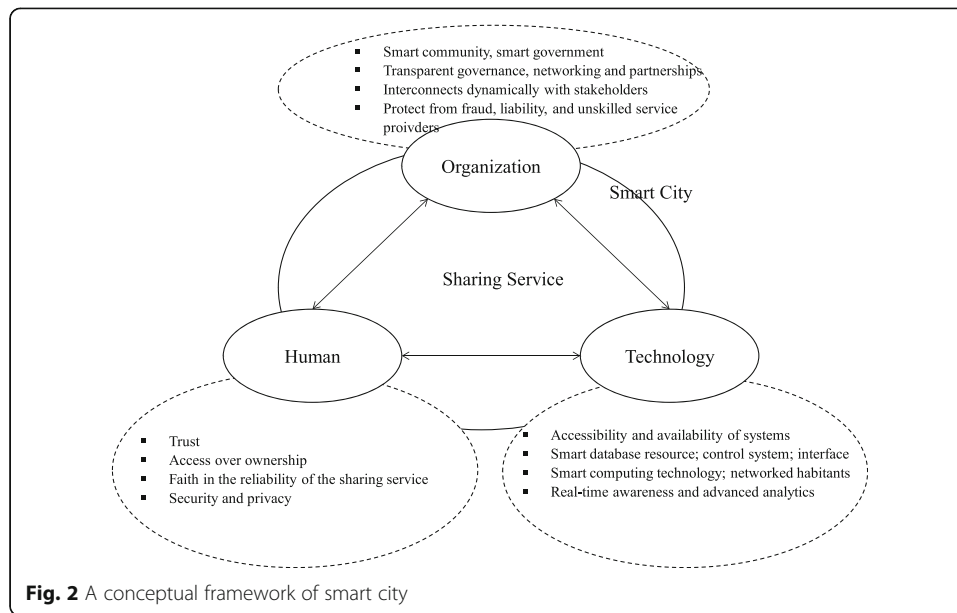 ▪ Smart community, smart government
▪ Transparent governance, networking and partnerships
▪ Interconnects dynamically with stakeholders
▪ Protect from fraud, liability, and unskilled service
proivders
Organization
Smart City
Sharing Service
Human
Technology
▪ Trust
▪ Access over ownership
▪ Faith in the reliability of the sharing service
▪ Security and privacy
▪ Accessibility and availability of systems
▪ Smart database resource; control system; interface
▪ Smart computing technology; networked habitants
▪ Real-time awareness and advanced analytics
Fig. 2 A conceptual framework of smart city